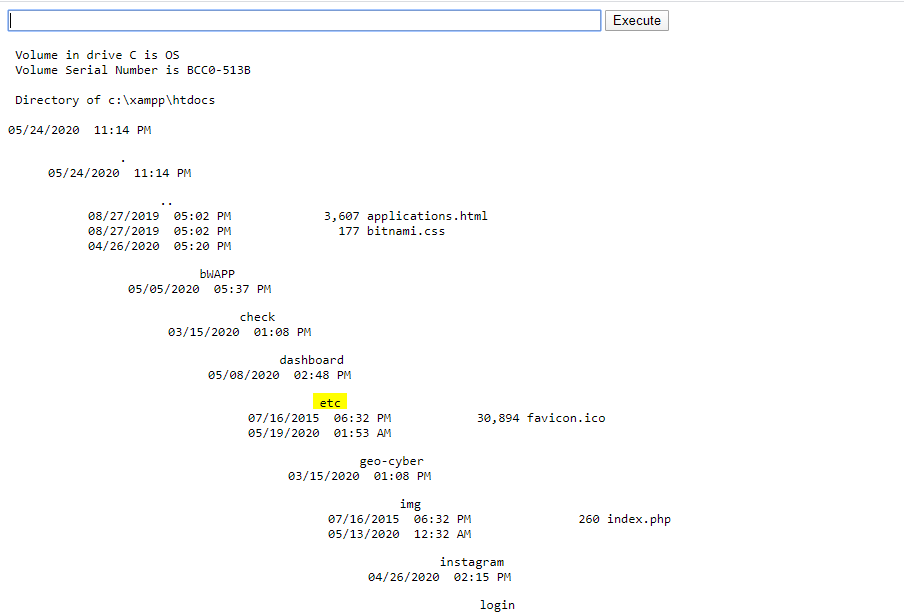 Execute
Volume in drive C is OS
Volume Serial Number is BCC0-513B
Directory of c:\xampp\htdocs
05/24/2020  11:14 PM
.
05/24/2020  11:14 PM
..
08/27/2019  05:02 PM             3,607 applications.html
08/27/2019  05:02 PM               177 bitnami.css
04/26/2020  05:20 PM
bWAPP
05/05/2020  05:37 PM
check
03/15/2020  01:08 PM
dashboard
05/08/2020  02:48 PM
etc
07/16/2015  06:32 PM            30,894 favicon.ico
05/19/2020  01:53 AM
geo-cyber
03/15/2020  01:08 PM
img
07/16/2015  06:32 PM               260 index.php
05/13/2020  12:32 AM
instagram
04/26/2020  02:15 PM
login